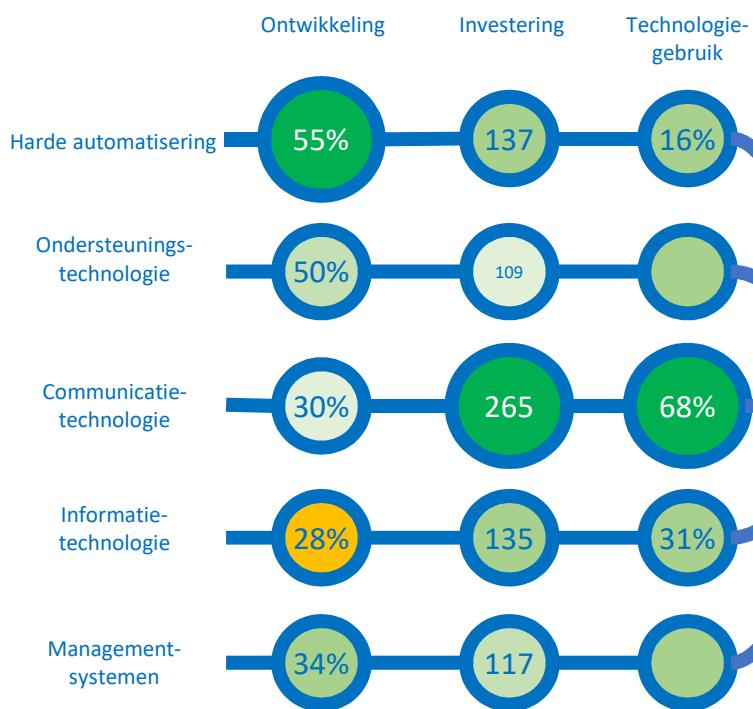 Ontwikkeling Investering Technologie-
gebruik
Harde automatisering 55% 137 16%
Ondersteunings-
technologie 50% 109
Communicatie-
technologie 30% 265 68%
Informatie-
technologie 28% 135 31%
Management-
systemen 34% 117